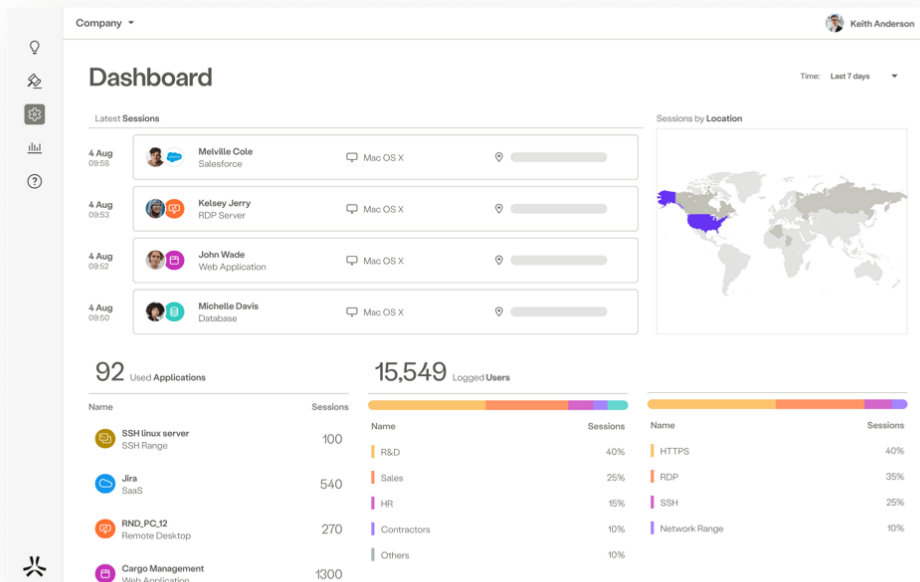 Company
Keith Anderson
Dashboard
Time: Last 7 days
Latest Sessions
Sessions by Location
4 Aug
09:58
Melville Cole
Salesforce
Mac OS X
4 Aug
09:53
Kelsey Jerry
RDP Server
Mac OS X
4 Aug
09:52
John Wade
Web Application
Mac OS X
4 Aug
09:50
Michelle Davis
Database
Mac OS X
92 Used Applications
Name Sessions
SSH linux server
SSH Range
100
Jira
SaaS
540
RND_PC_12
Remote Desktop
270
Cargo Management
Web Application
1300
15,549 Logged Users
Name Sessions
R&D 40%
Sales 25%
HR 15%
Contractors 10%
Others 10%
Name Sessions
HTTPS 40%
RDP 35%
SSH 25%
Network Range 10%